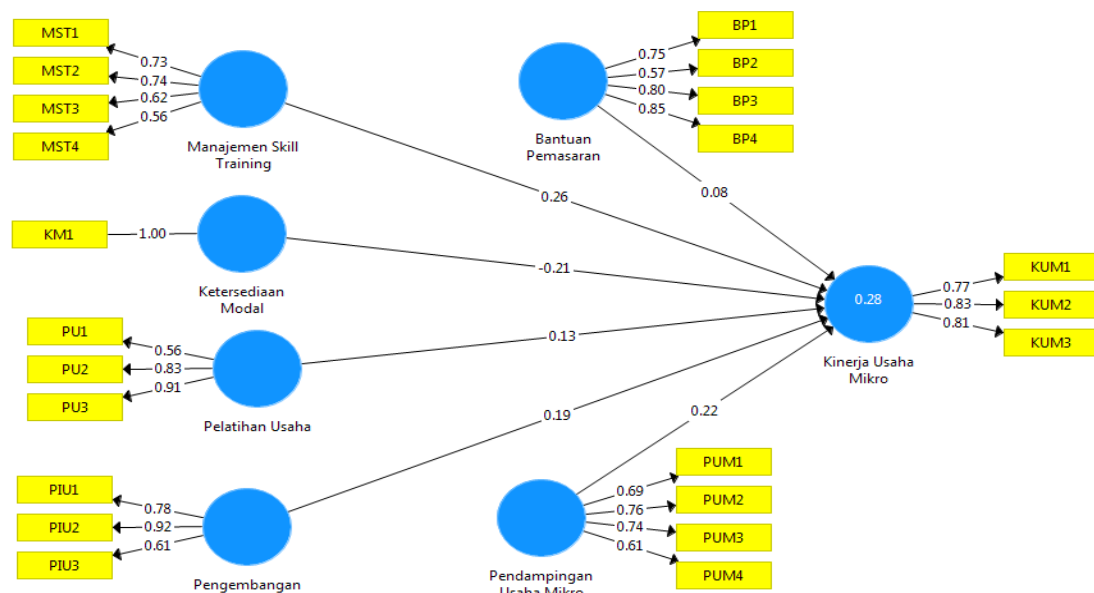 MST1
MST2
MST3
MST4
0.73
0.74
0.62
0.56
Manajemen Skill
Training
BP1
BP2
BP3
BP4
0.75
0.57
0.80
0.85
Bantuan
Pemasaran
0.08
0.26
KM1
1.00
Ketersediaan
Modal
-0.21
PU1
PU2
PU3
0.56
0.83
0.91
Pelatihan Usaha
0.13
0.28
Kinerja Usaha
Mikro
0.77
0.83
0.81
KUM1
KUM2
KUM3
PIU1
PIU2
PIU3
0.78
0.92
0.61
Pengembangan
0.19
0.22
Pendampingan
Usaha Mikro
0.69
0.76
0.74
0.61
PUM1
PUM2
PUM3
PUM4